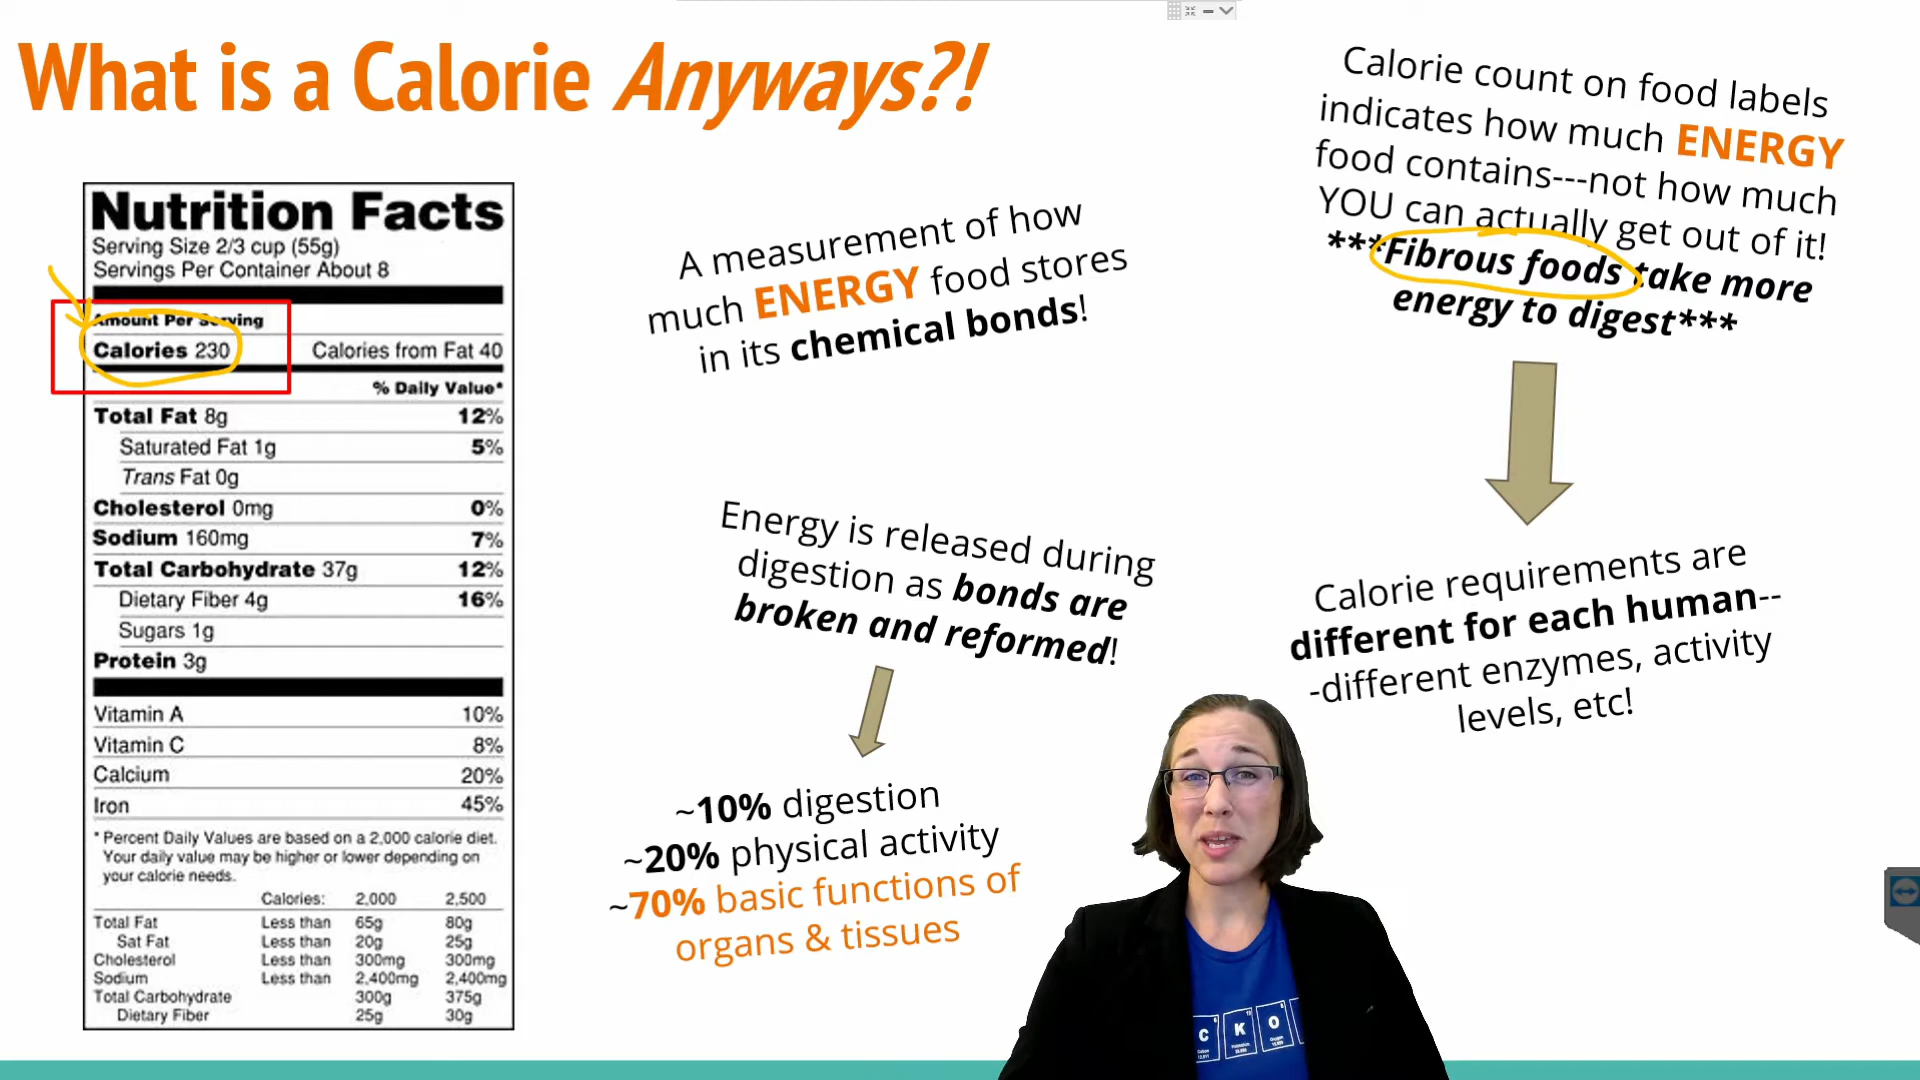 What is a Calorie Anyways?!
Nutrition Facts
Serving Size 2/3 cup (55g)
Servings Per Container About 8
Amount Per Serving
Calories 230 Calories from Fat 40
% Daily Value*
Total Fat 8g 12%
Saturated Fat 1g 5%
Trans Fat 0g
Cholesterol 0mg 0%
Sodium 160mg 7%
Total Carbohydrate 37g 12%
Dietary Fiber 4g 16%
Sugars 1g
Protein 3g
Vitamin A 10%
Vitamin C 8%
Calcium 20%
Iron 45%
* Percent Daily Values are based on a 2,000 calorie diet.
Your daily value may be higher or lower depending on
your calorie needs.
Calories: 2,000 2,500
Total Fat Less than 65g 80g
Sat Fat Less than 20g 25g
Cholesterol Less than 300mg 300mg
Sodium Less than 2,400mg 2,400mg
Total Carbohydrate 300g 375g
Dietary Fiber 25g 30g
A measurement of how
much ENERGY food stores
in its chemical bonds!
Energy is released during
digestion as bonds are
broken and reformed!
~10% digestion
~20% physical activity
~70% basic functions of
organs & tissues
Calorie count on food labels
indicates how much ENERGY
food contains---not how much
YOU can actually get out of it!
***Fibrous foods take more
energy to digest***
Calorie requirements are
different for each human--
-different enzymes, activity
levels, etc!
C K O